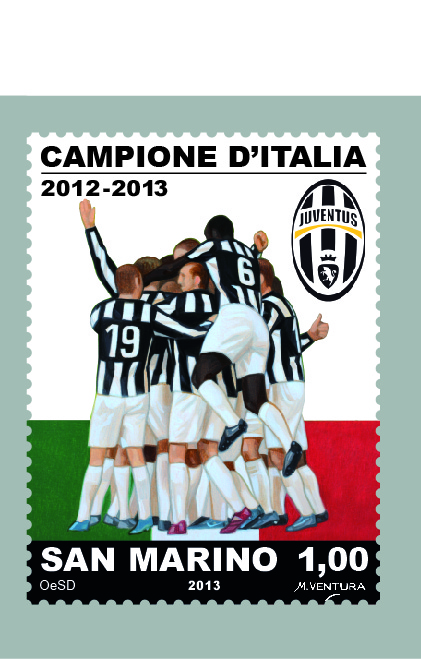 CAMPIONE D'ITALIA
2012-2013
JUVENTUS
6
19
SAN MARINO 1,00
OeSD 2013 M.VENTURA